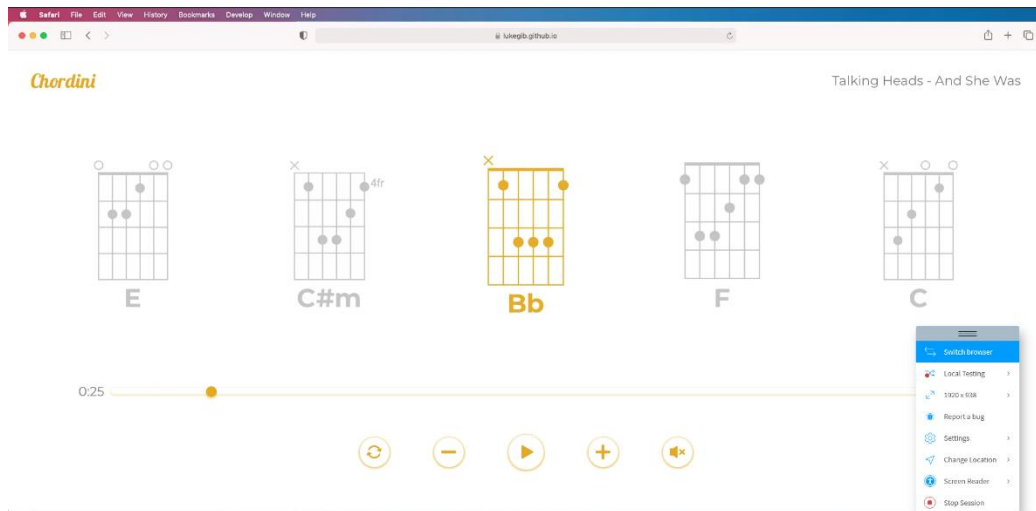 Safari File Edit View History Bookmarks Develop Window Help
lukegib.github.io
Chordini
Talking Heads - And She Was
4fr
E C#m Bb F C
0:25
Switch browser
Local Testing
1920 x 938
Report a bug
Settings
Change Location
Screen Reader
Stop Session